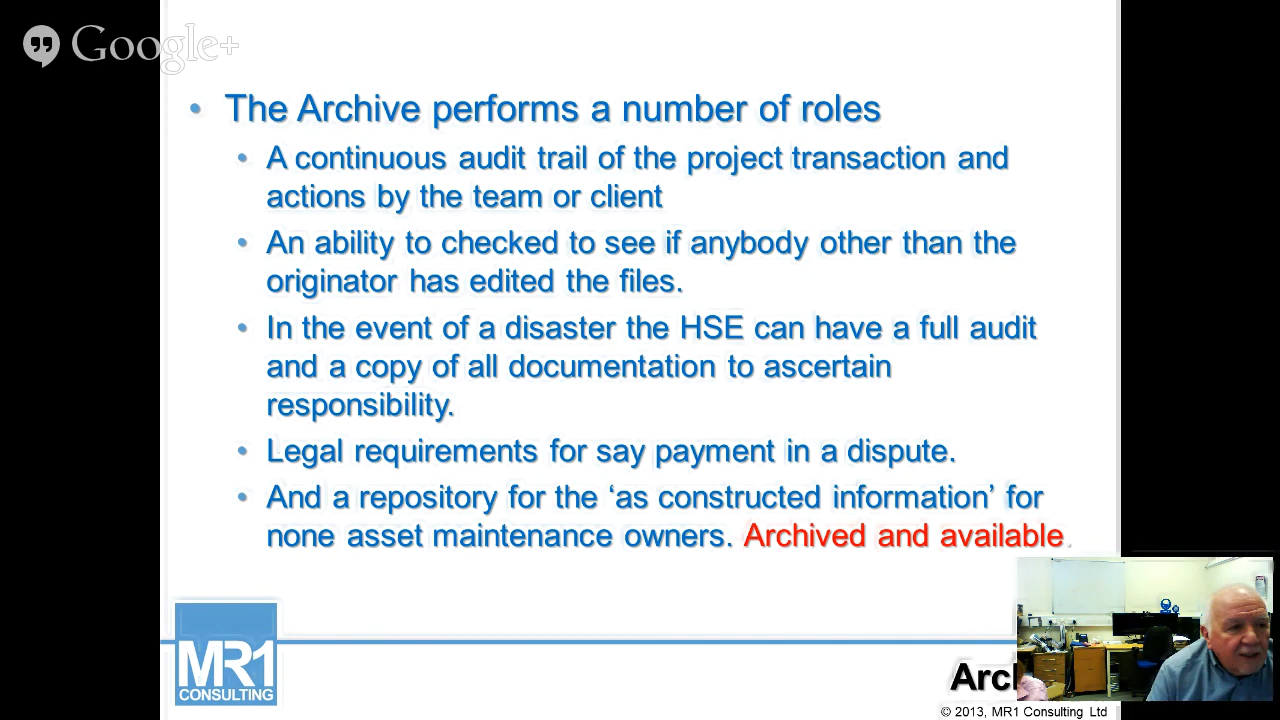 Google+
• The Archive performs a number of roles
• A continuous audit trail of the project transaction and
actions by the team or client
• An ability to checked to see if anybody other than the
originator has edited the files.
• In the event of a disaster the HSE can have a full audit
and a copy of all documentation to ascertain
responsibility.
• Legal requirements for say payment in a dispute.
• And a repository for the ‘as constructed information’ for
none asset maintenance owners. Archived and available.
MR1
CONSULTING
© 2013, MR1 Consulting Ltd